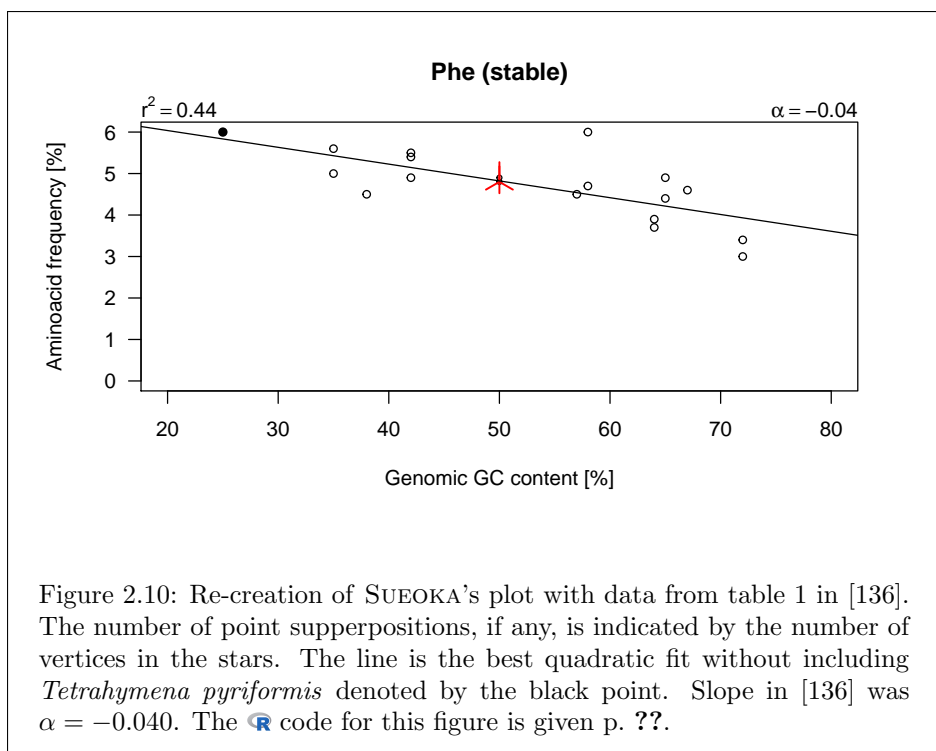 Phe (stable)
r² = 0.44
α = −0.04
6
5
4
3
2
1
0
Aminoacid frequency [%]
20 30 40 50 60 70 80
Genomic GC content [%]
Figure 2.10: Re-creation of SUEOKA's plot with data from table 1 in [136].
The number of point supperpositions, if any, is indicated by the number of
vertices in the stars. The line is the best quadratic fit without including
Tetrahymena pyriformis denoted by the black point. Slope in [136] was
α = −0.040. The R code for this figure is given p. ??.